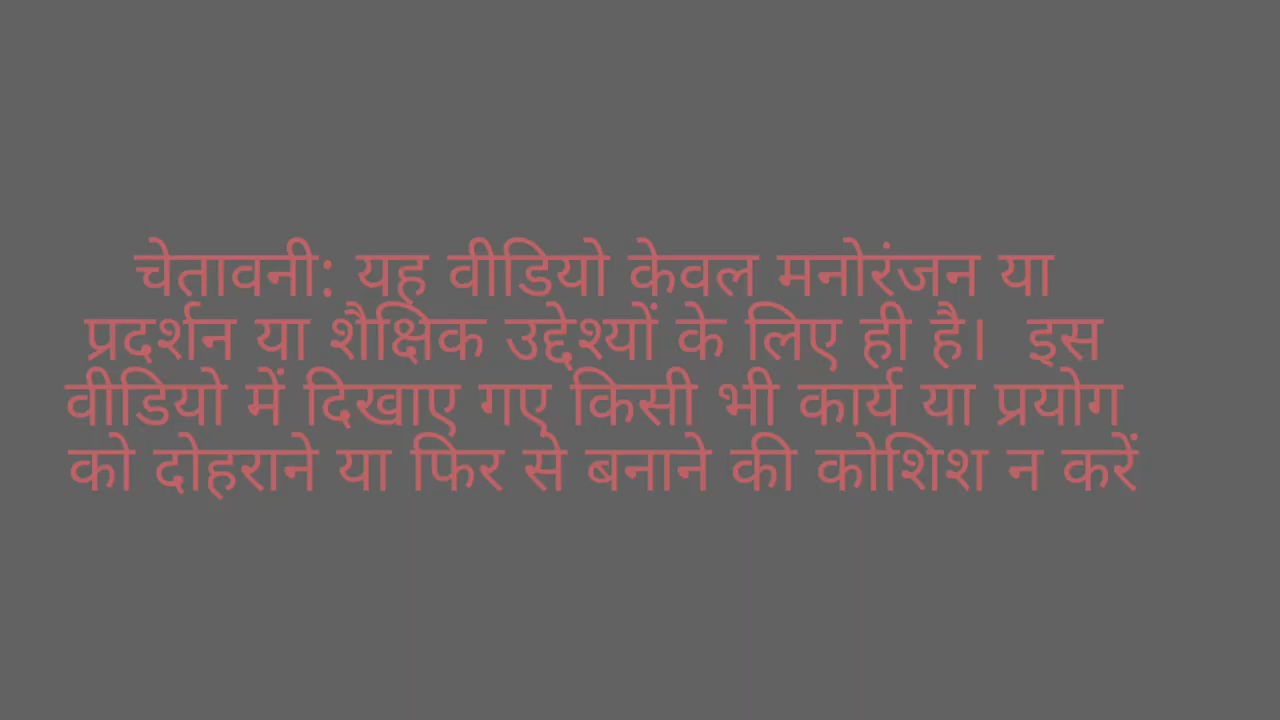 चेतावनी: यह वीडियो केवल मनोरंजन या
प्रदर्शन या शैक्षिक उद्देश्यों के लिए ही है।  इस
वीडियो में दिखाए गए किसी भी कार्य या प्रयोग
को दोहराने या फिर से बनाने की कोशिश न करें